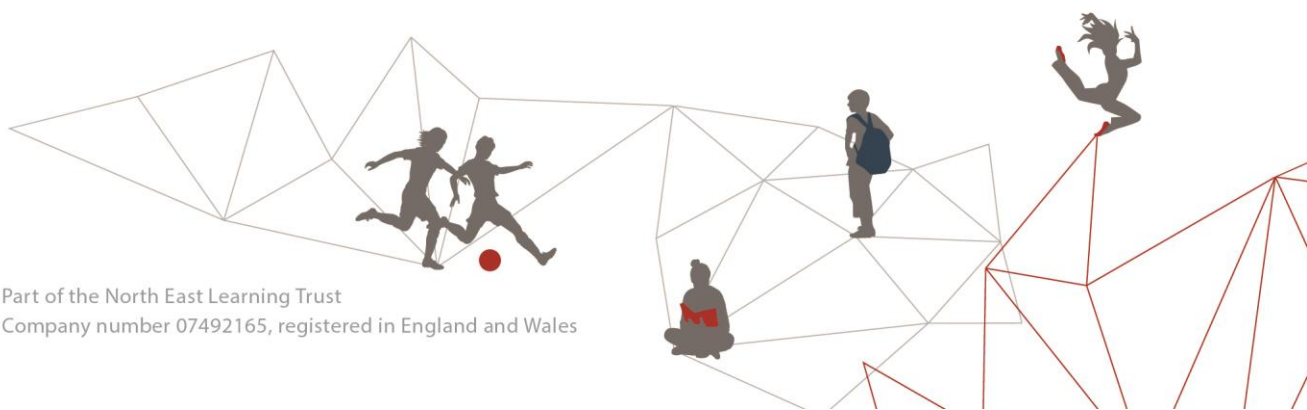 Part of the North East Learning Trust
Company number 07492165, registered in England and Wales